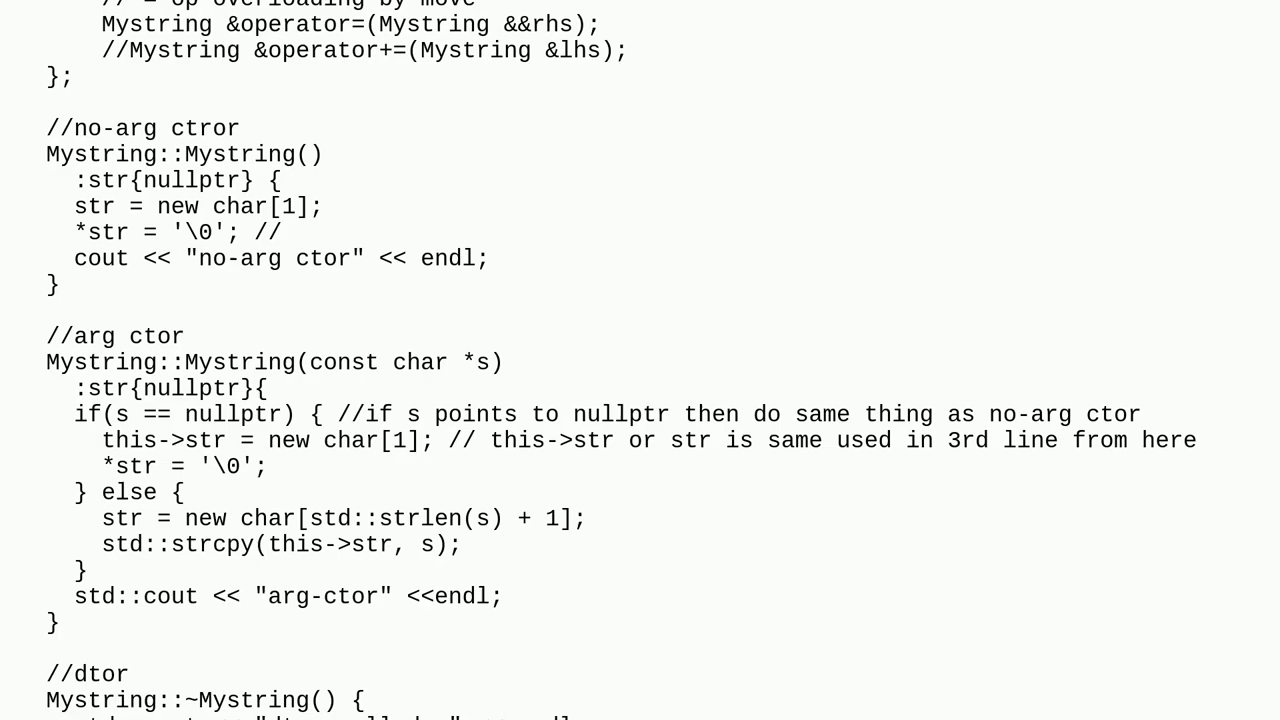 // = op overloading by move
Mystring &operator=(Mystring &&rhs);
//Mystring &operator+=(Mystring &lhs);
};
//no-arg ctror
Mystring::Mystring()
:str{nullptr} {
str = new char[1];
*str = '\0'; //
cout << "no-arg ctor" << endl;
}
//arg ctor
Mystring::Mystring(const char *s)
:str{nullptr}{
if(s == nullptr) { //if s points to nullptr then do same thing as no-arg ctor
this->str = new char[1]; // this->str or str is same used in 3rd line from here
*str = '\0';
} else {
str = new char[std::strlen(s) + 1];
std::strcpy(this->str, s);
}
std::cout << "arg-ctor" <<endl;
}
//dtor
Mystring::~Mystring() {